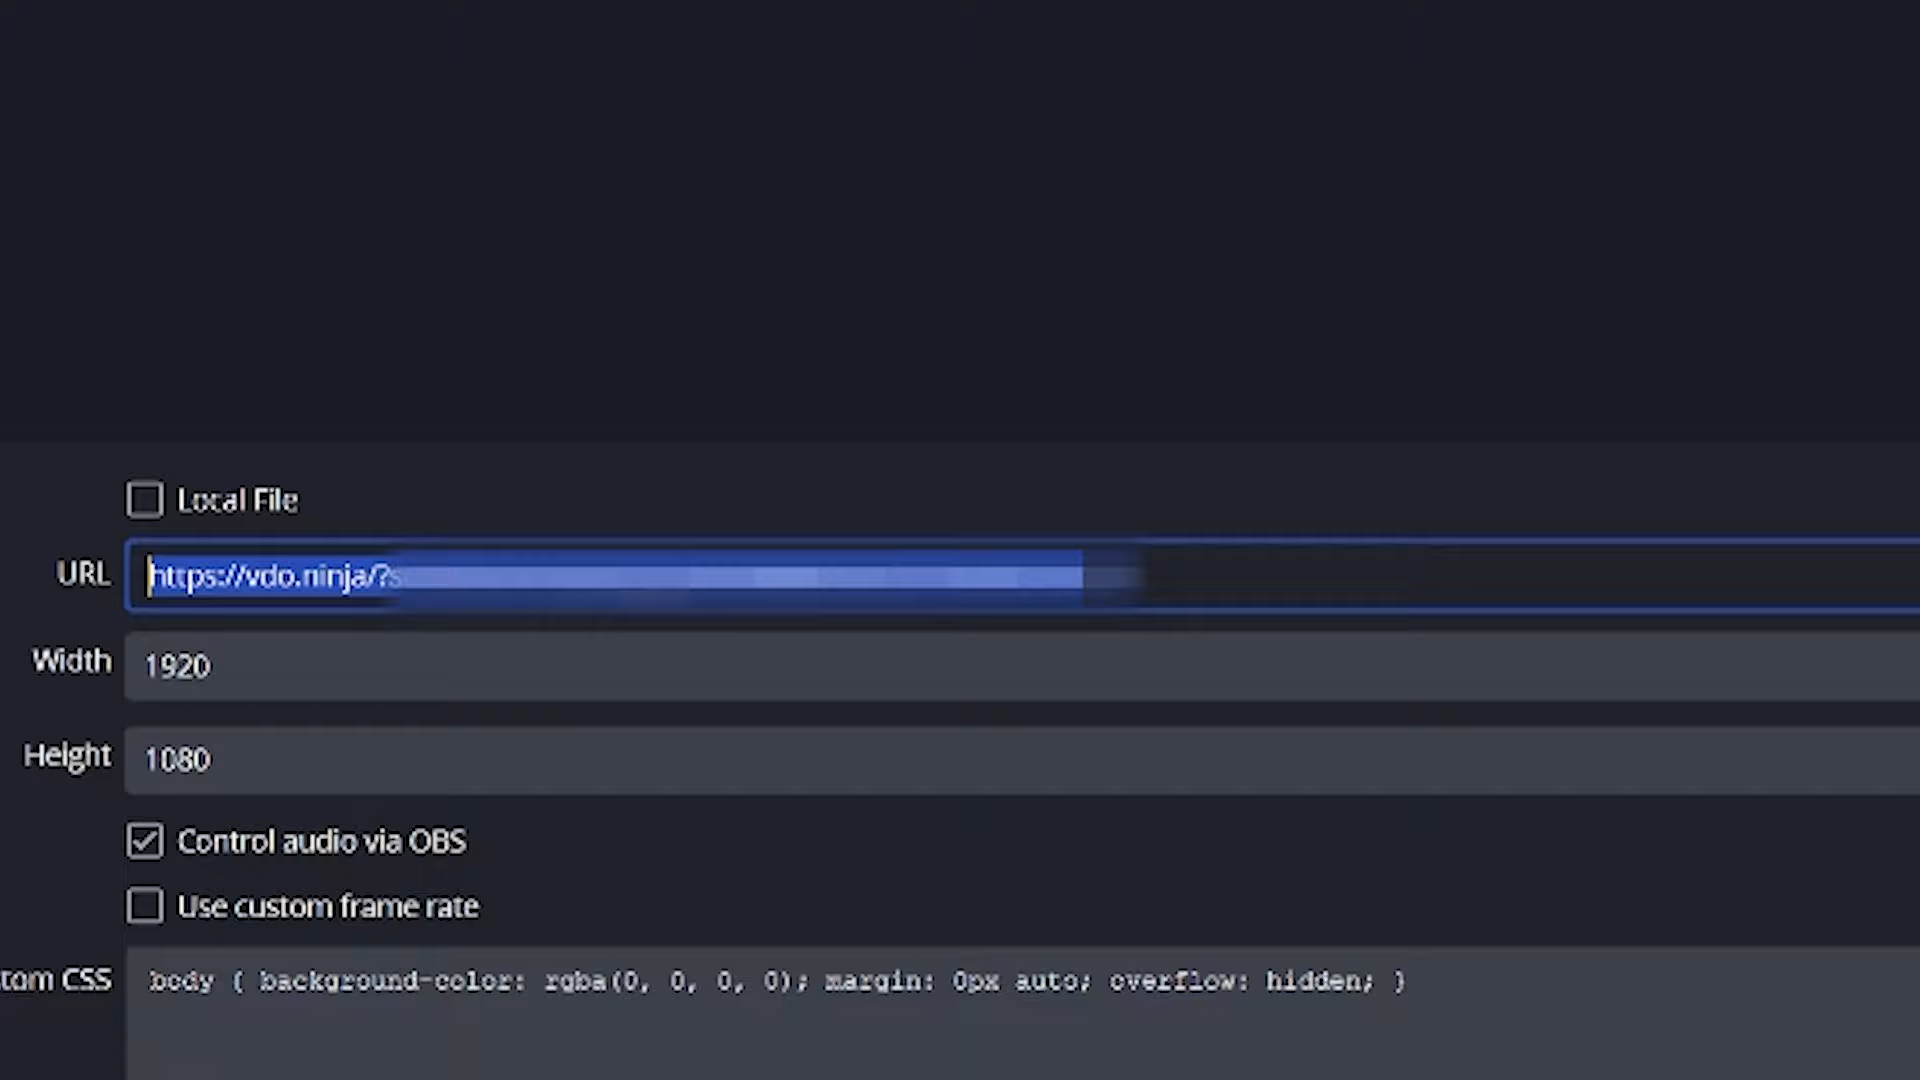 Local File
URL https://vdo.ninja/?s
Width 1920
Height 1080
Control audio via OBS
Use custom frame rate
tom CSS body { background-color: rgba(0, 0, 0, 0); margin: 0px auto; overflow: hidden; }